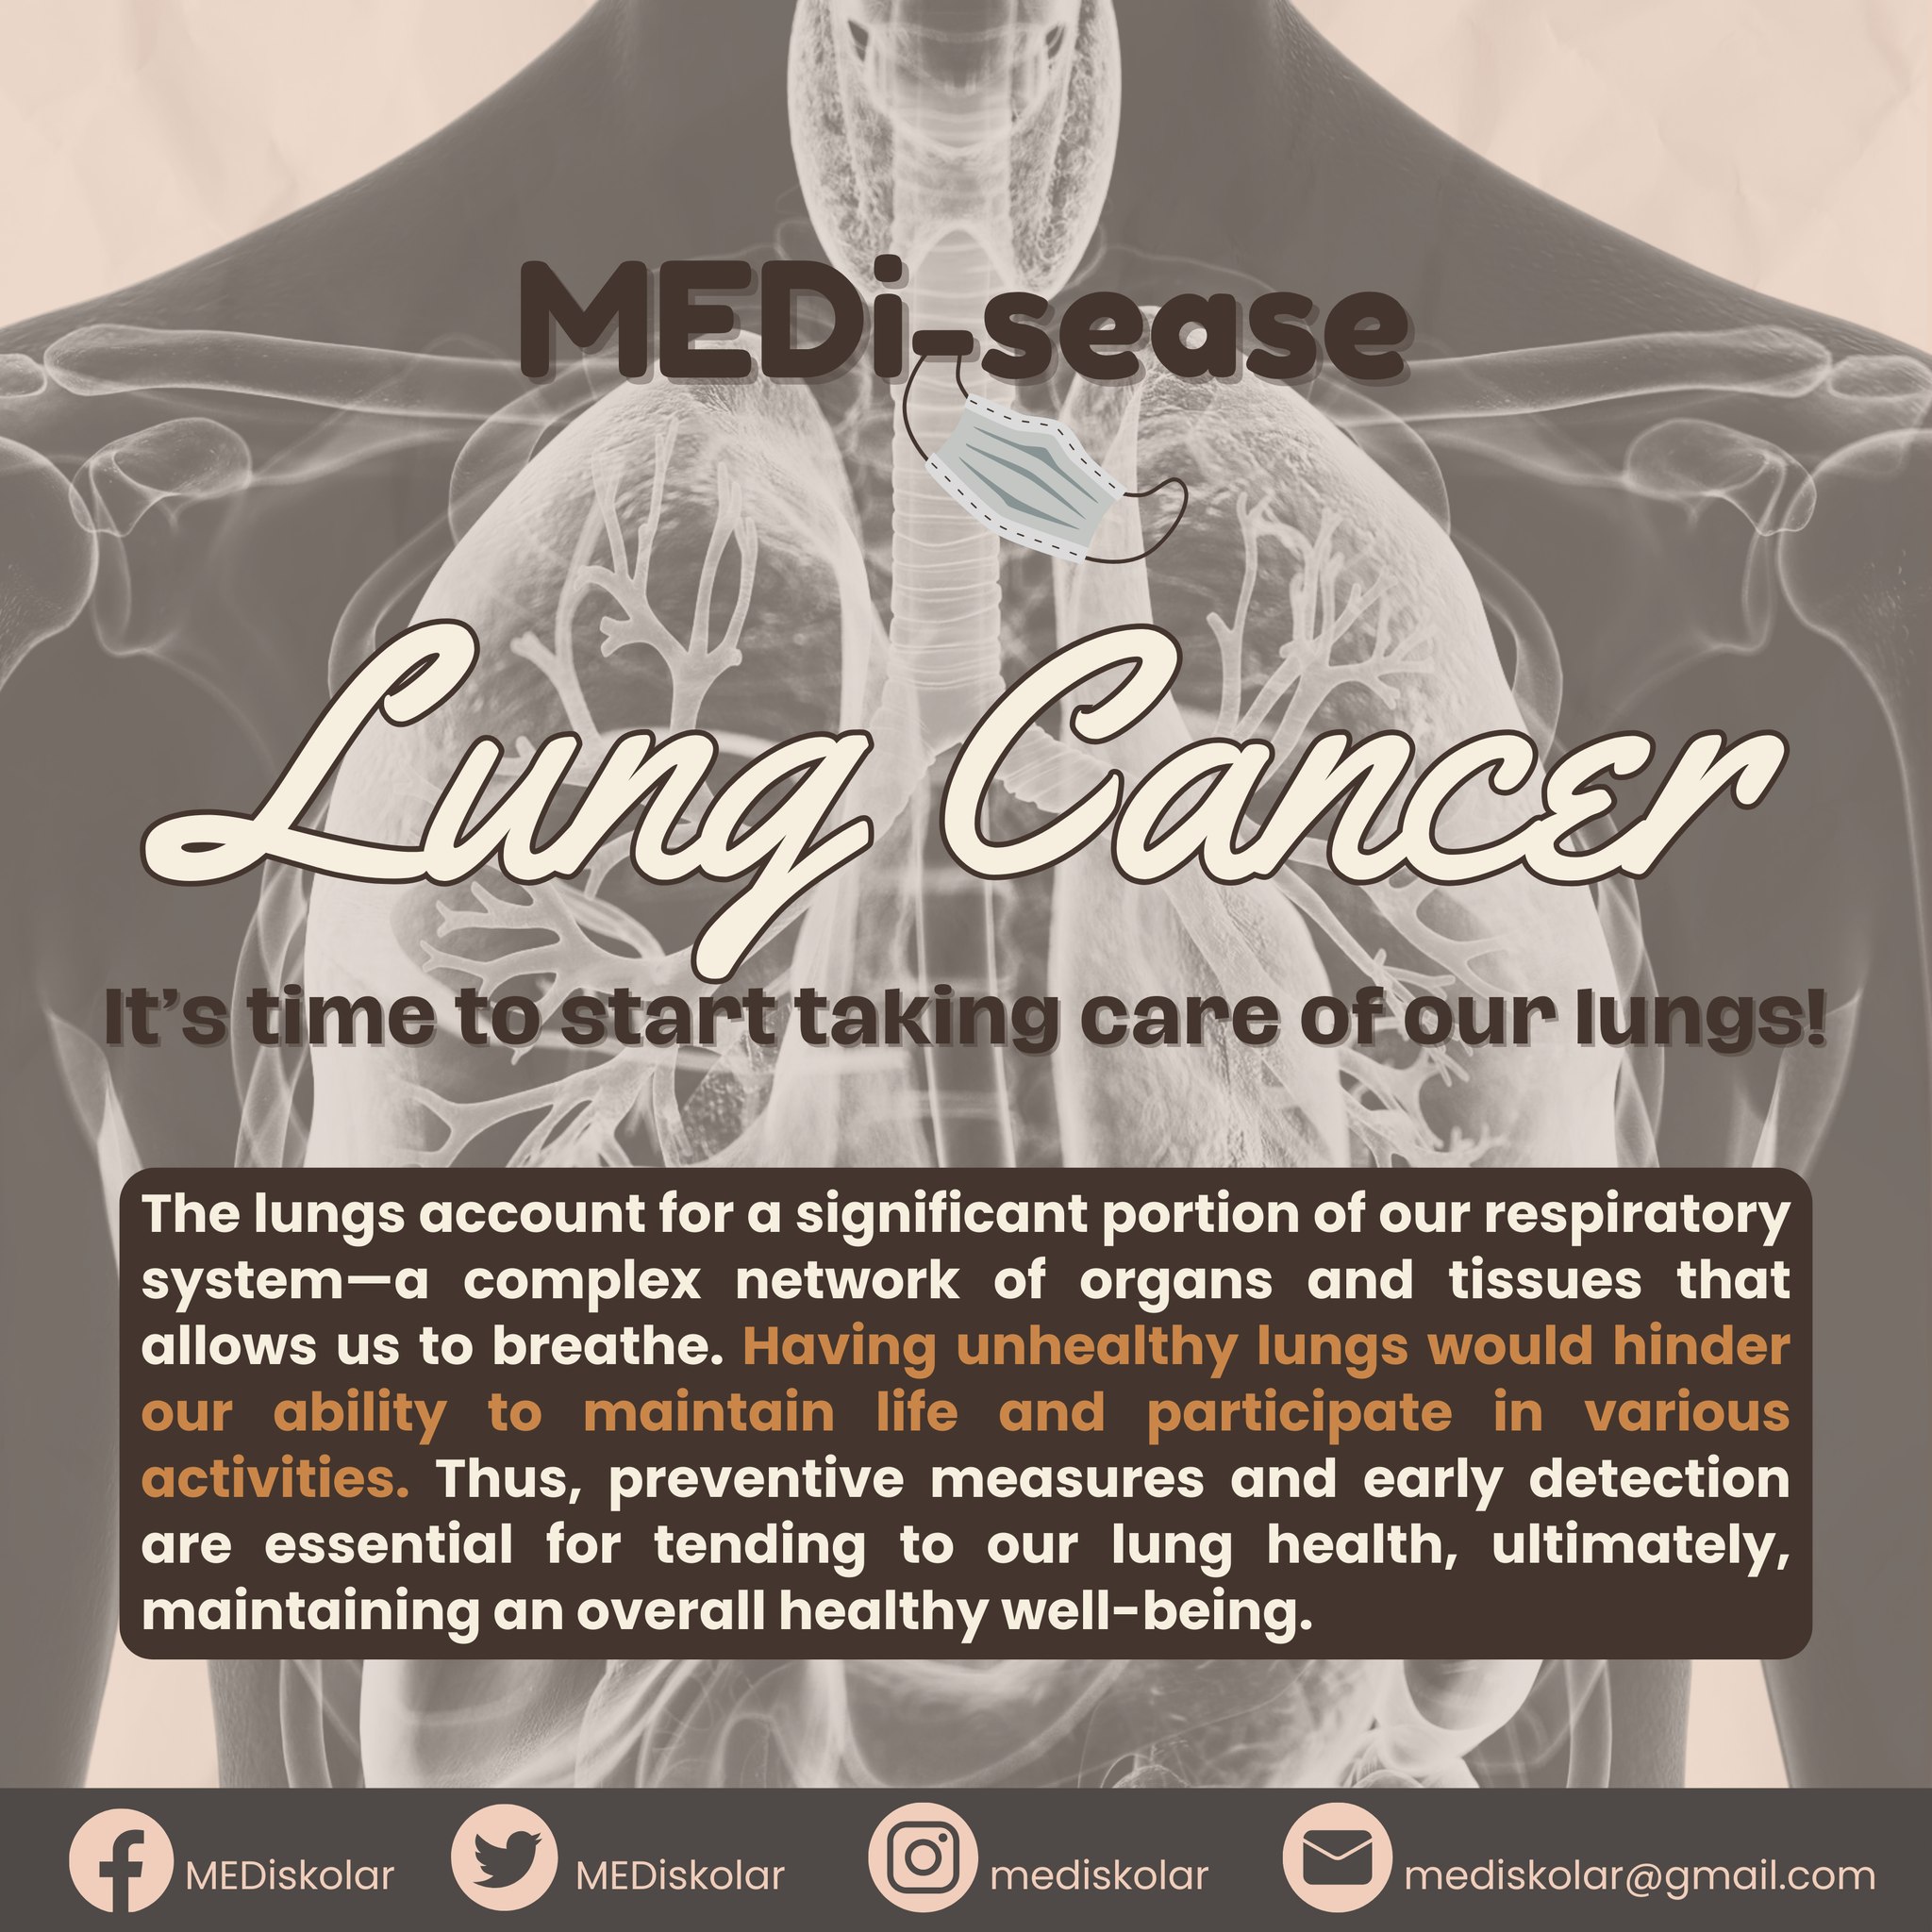 MEDi-sease
Lung Cancer
It's time to start taking care of our lungs!
The lungs account for a significant portion of our respiratory
system—a complex network of organs and tissues that
allows us to breathe. Having unhealthy lungs would hinder
our ability to maintain life and participate in various
activities. Thus, preventive measures and early detection
are essential for tending to our lung health, ultimately,
maintaining an overall healthy well-being.
MEDiskolar
MEDiskolar
mediskolar
mediskolar@gmail.com